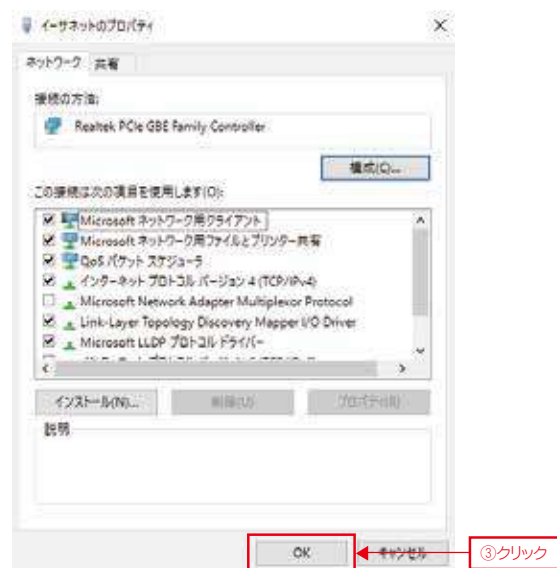 イーサネットのプロパティ
ネットワーク 共有
接続の方法:
Realtek PCIe GBE Family Controller
構成(C)...
この接続は次の項目を使用します(O):
Microsoft ネットワーク用クライアント
Microsoft ネットワーク用ファイルとプリンター共有
QoS パケット スケジューラ
インターネット プロトコル バージョン 4 (TCP/IPv4)
Microsoft Network Adapter Multiplexor Protocol
Link-Layer Topology Discovery Mapper I/O Driver
Microsoft LLDP プロトコル ドライバー
インストール(N)... 削除(U) プロパティ(R)
説明
OK キャンセル ③クリック